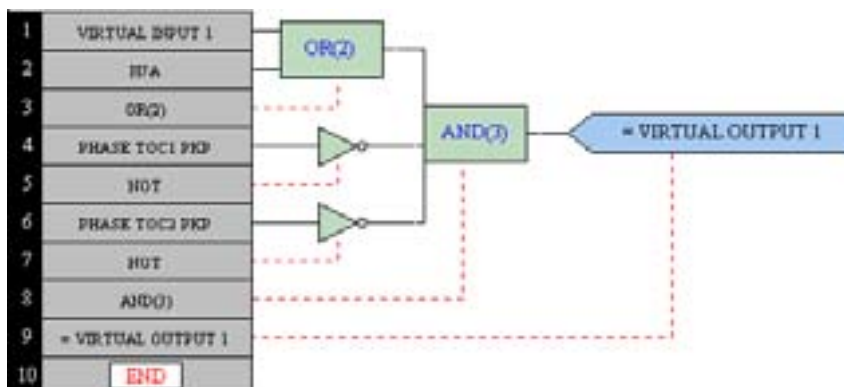 1 VIRTUAL INPUT 1
2 H/A
3 OR(2)
4 PHASE TOC1 PKP
5 NOT
6 PHASE TOC2 PKP
7 NOT
8 AND(3)
9 = VIRTUAL OUTPUT 1
10 END
OR(2)
AND(3)
= VIRTUAL OUTPUT 1